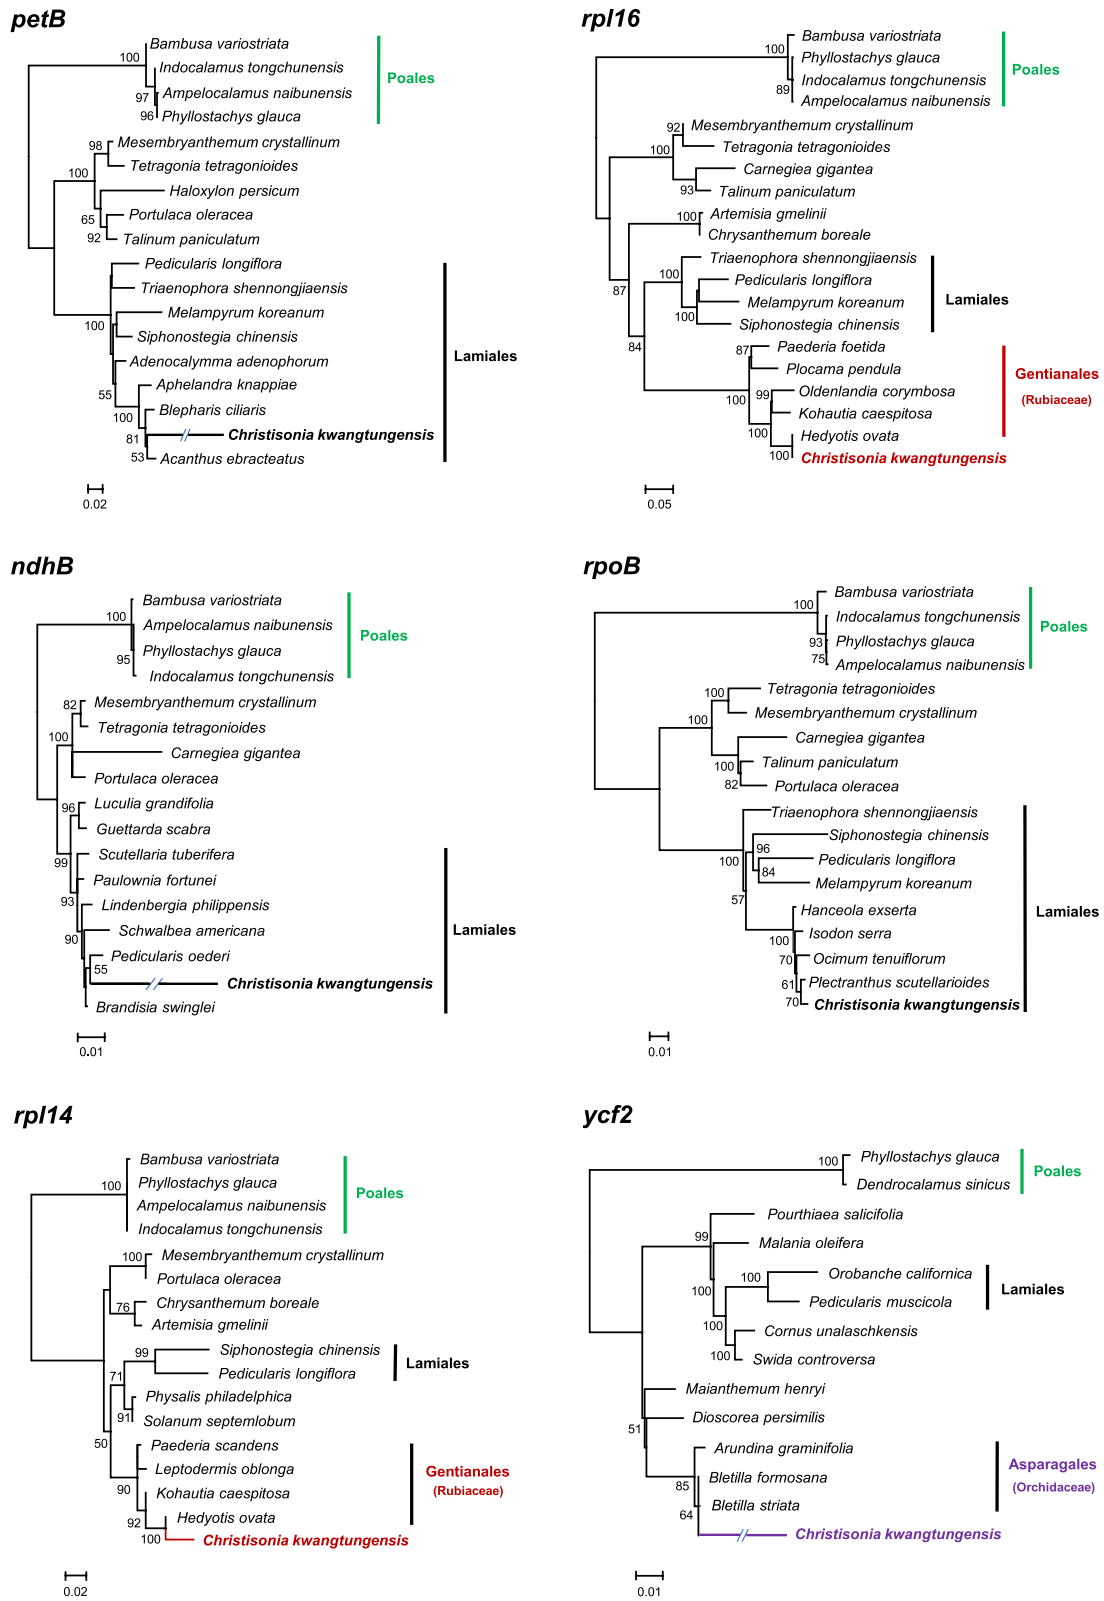 petB
Bambusa variostriata
100
Indocalamus tongchunensis
Poales
97
Ampelocalamus naibunensis
96
Phyllostachys glauca
Mesembryanthemum crystallinum
98
Tetragonia tetragonioides
100
Haloxylon persicum
65
Portulaca oleracea
92
Talinum paniculatum
Pedicularis longiflora
Triaenophora shennongjiaensis
Melampyrum koreanum
100
Siphonostegia chinensis
Lamiales
Adenocalymma adenophorum
Aphelandra knappiae
55
Blepharis ciliaris
100
Christisonia kwangtungensis
81
53
Acanthus ebracteatus
0.02
rpl16
Bambusa variostriata
100
Phyllostachys glauca
Poales
Indocalamus tongchunensis
89
Ampelocalamus naibunensis
Mesembryanthemum crystallinum
92
Tetragonia tetragonioides
100
Carnegiea gigantea
93
Talinum paniculatum
Artemisia gmelinii
100
Chrysanthemum boreale
Triaenophora shennongjiaensis
100
Pedicularis longiflora
87
Melampyrum koreanum
Lamiales
100
Siphonostegia chinensis
84
Paederia foetida
87
Plocama pendula
Gentianales
(Rubiaceae)
99
Oldenlandia corymbosa
100
Kohautia caespitosa
100
Hedyotis ovata
100
Christisonia kwangtungensis
0.05
ndhB
Bambusa variostriata
100
Ampelocalamus naibunensis
Poales
Phyllostachys glauca
95
Indocalamus tongchunensis
Mesembryanthemum crystallinum
82
Tetragonia tetragonioides
100
Carnegiea gigantea
Portulaca oleracea
Luculia grandifolia
96
Guettarda scabra
Scutellaria tuberifera
99
Paulownia fortunei
93
Lindenbergia philippensis
Schwalbea americana
Lamiales
90
Pedicularis oederi
55
Christisonia kwangtungensis
Brandisia swinglei
0.01
rpoB
Bambusa variostriata
100
Indocalamus tongchunensis
Poales
93
Phyllostachys glauca
75
Ampelocalamus naibunensis
Tetragonia tetragonioides
100
Mesembryanthemum crystallinum
100
Carnegiea gigantea
Talinum paniculatum
100
82
Portulaca oleracea
Triaenophora shennongjiaensis
Siphonostegia chinensis
96
Pedicularis longiflora
100
84
Melampyrum koreanum
57
Hanceola exserta
Lamiales
Isodon serra
100
Ocimum tenuiflorum
70
Plectranthus scutellarioides
61
70
Christisonia kwangtungensis
0.01
rpl14
Bambusa variostriata
Phyllostachys glauca
100
Poales
Ampelocalamus naibunensis
Indocalamus tongchunensis
Mesembryanthemum crystallinum
100
Portulaca oleracea
Chrysanthemum boreale
76
Artemisia gmelinii
Siphonostegia chinensis
99
Lamiales
Pedicularis longiflora
71
Physalis philadelphica
91
Solanum septemlobum
50
Paederia scandens
Leptodermis oblonga
Gentianales
(Rubiaceae)
90
Kohautia caespitosa
92
Hedyotis ovata
100
Christisonia kwangtungensis
0.02
ycf2
Phyllostachys glauca
100
Poales
Dendrocalamus sinicus
Pourthiaea salicifolia
99
Malania oleifera
Orobanche californica
100
100
Lamiales
Pedicularis muscicola
100
Cornus unalaschkensis
100
Swida controversa
Maianthemum henryi
Dioscorea persimilis
51
Arundina graminifolia
Asparagales
(Orchidaceae)
Bletilla formosana
85
Bletilla striata
64
Christisonia kwangtungensis
0.01